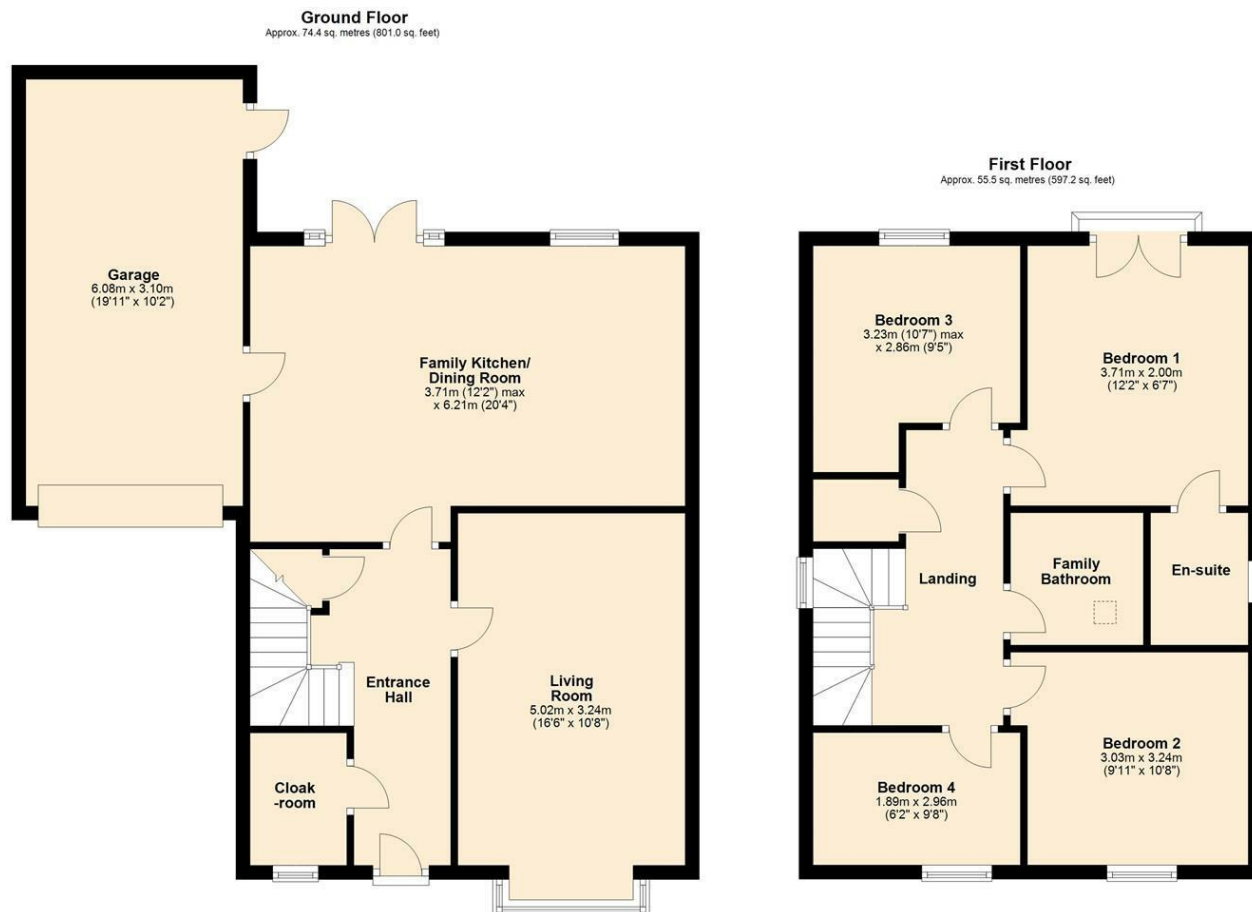 Ground Floor
Approx. 74.4 sq. metres (801.0 sq. feet)
Garage
6.08m x 3.10m
(19'11" x 10'2")
Family Kitchen/
Dining Room
3.71m (12'2") max
x 6.21m (20'4")
Entrance
Hall
Living
Room
5.02m x 3.24m
(16'6" x 10'8")
Cloak
-room
First Floor
Approx. 55.5 sq. metres (597.2 sq. feet)
Bedroom 3
3.23m (10'7") max
x 2.86m (9'5")
Bedroom 1
3.71m x 2.00m
(12'2" x 6'7")
Landing
Family
Bathroom
En-suite
Bedroom 4
1.89m x 2.96m
(6'2" x 9'8")
Bedroom 2
3.03m x 3.24m
(9'11" x 10'8")